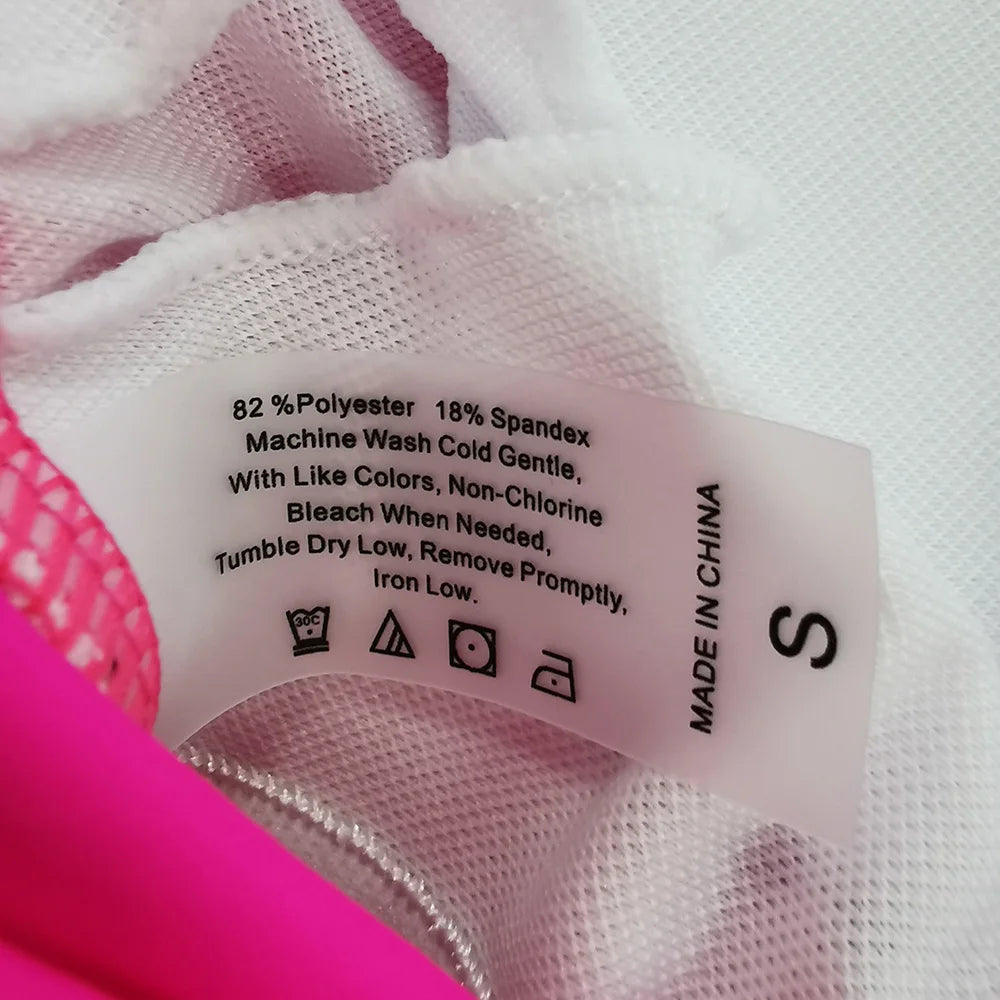 82 %Polyester 18% Spandex
Machine Wash Cold Gentle,
With Like Colors, Non-Chlorine
Bleach When Needed,
Tumble Dry Low, Remove Promptly,
Iron Low.
30C
MADE IN CHINA
S